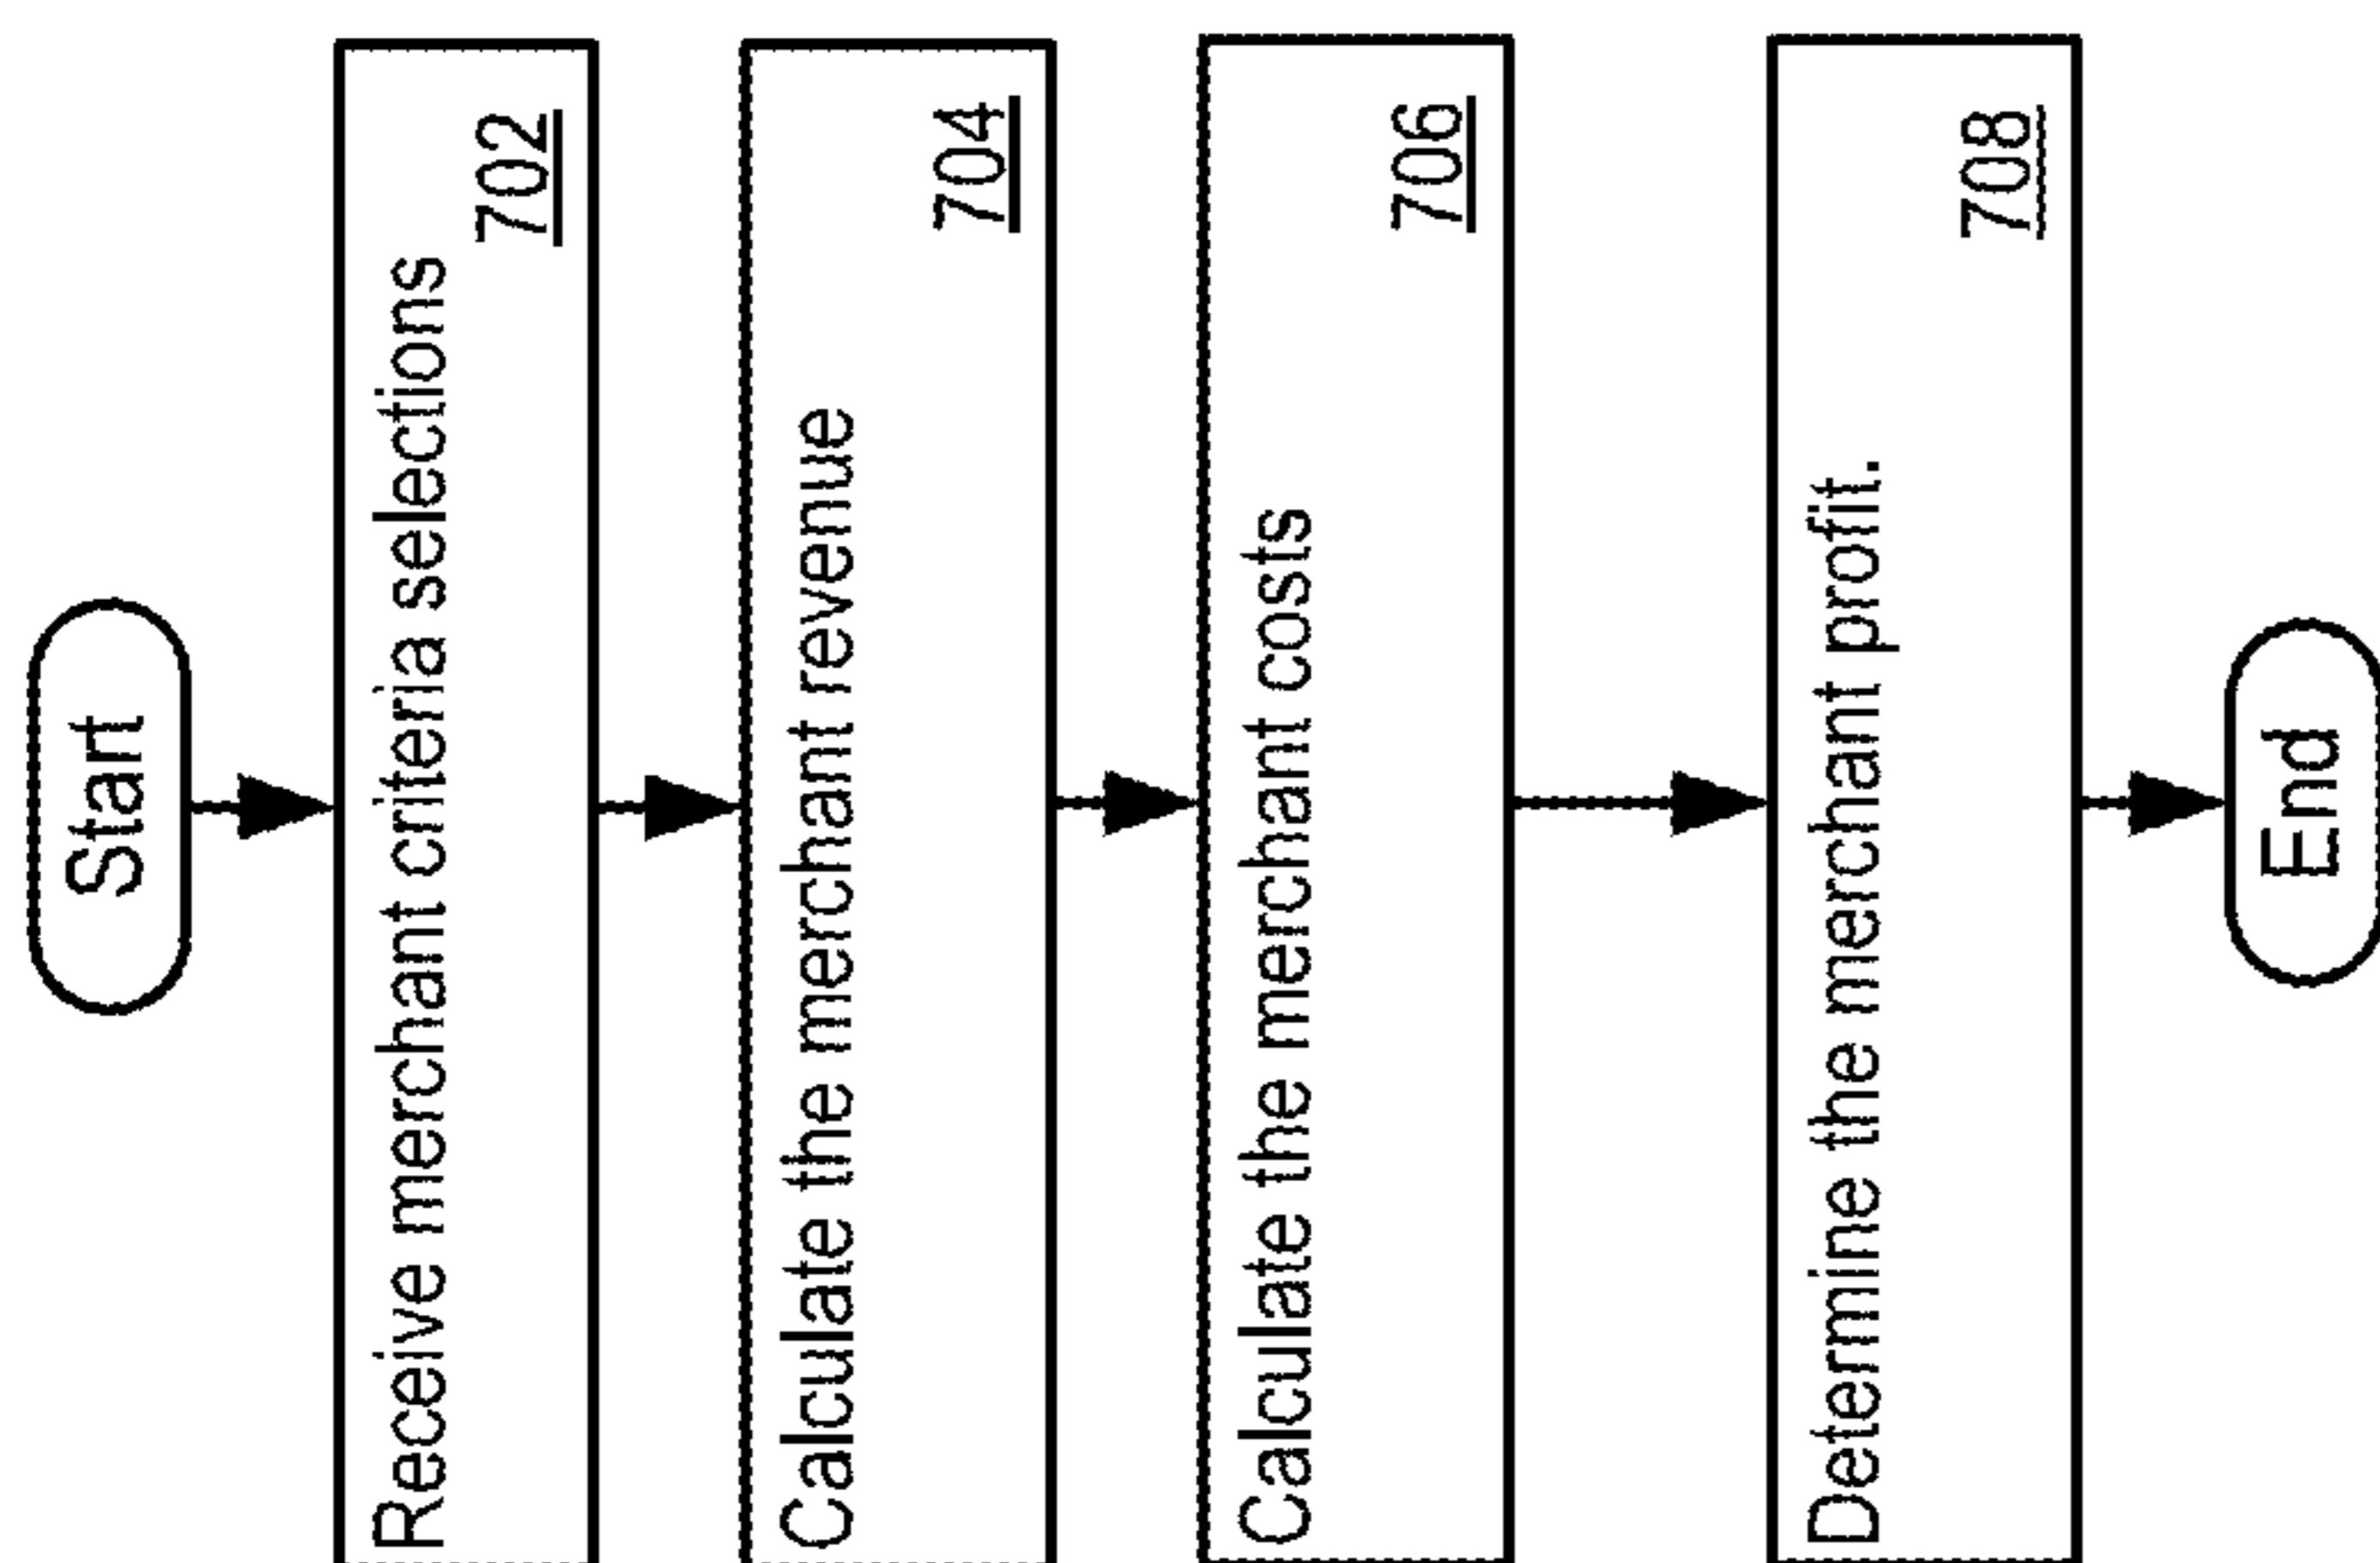 Start
Receive merchant criteria selections
702
Calculate the merchant revenue
704
Calculate the merchant costs
706
Determine the merchant profit.
708
End